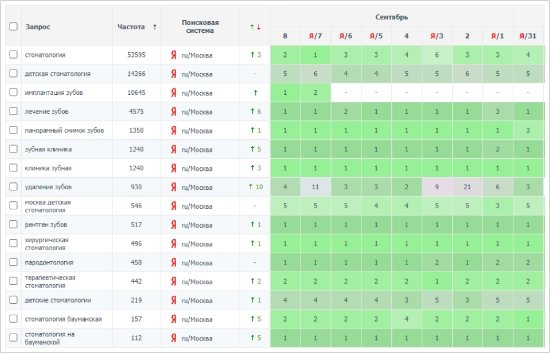 Запрос Частота ↑ Поисковая система ↑ ↓ Сентябрь
8 Я/7 Я/6 Я/5 4 Я/3 2 Я/1 Я/31
стоматология 53595 Я ru/Москва ↑ 3 2 1 3 3 4 6 3 3 4
детская стоматология 14266 Я ru/Москва - 5 6 4 4 5 5 6 5 5
имплантация зубов 10645 Я ru/Москва ↑ 1 2 - - - - - - -
лечение зубов 4575 Я ru/Москва ↑ 6 1 1 2 1 1 1 1 3 1
панорамный снимок зубов 1350 Я ru/Москва ↑ 1 1 1 1 1 1 1 1 1 3
зубная клиника 1240 Я ru/Москва ↑ 5 1 1 1 1 1 1 1 2 1
клиника зубная 1240 Я ru/Москва ↑ 3 1 1 1 1 1 1 1 1 1
удаление зубов 930 Я ru/Москва ↑ 10 4 11 3 3 2 9 21 6 3
москва детская стоматология 546 Я ru/Москва - 5 5 5 4 4 5 5 3 5
рентген зубов 517 Я ru/Москва ↑ 1 1 1 1 1 1 1 1 1 1
хирургическая стоматология 496 Я ru/Москва ↑ 1 1 1 1 1 1 1 1 1 1
пародонтология 458 Я ru/Москва - 1 1 1 1 1 1 2 1 2
терапевтическая стоматология 442 Я ru/Москва ↑ 2 2 2 2 2 2 1 2 2 2
детские стоматологии 219 Я ru/Москва ↑ 1 4 4 4 4 3 5 3 5 5
стоматология бауманская 157 Я ru/Москва ↑ 5 2 2 2 2 4 2 2 2 1
стоматология на бауманской 112 Я ru/Москва ↑ 5 1 1 1 1 1 1 1 1 1